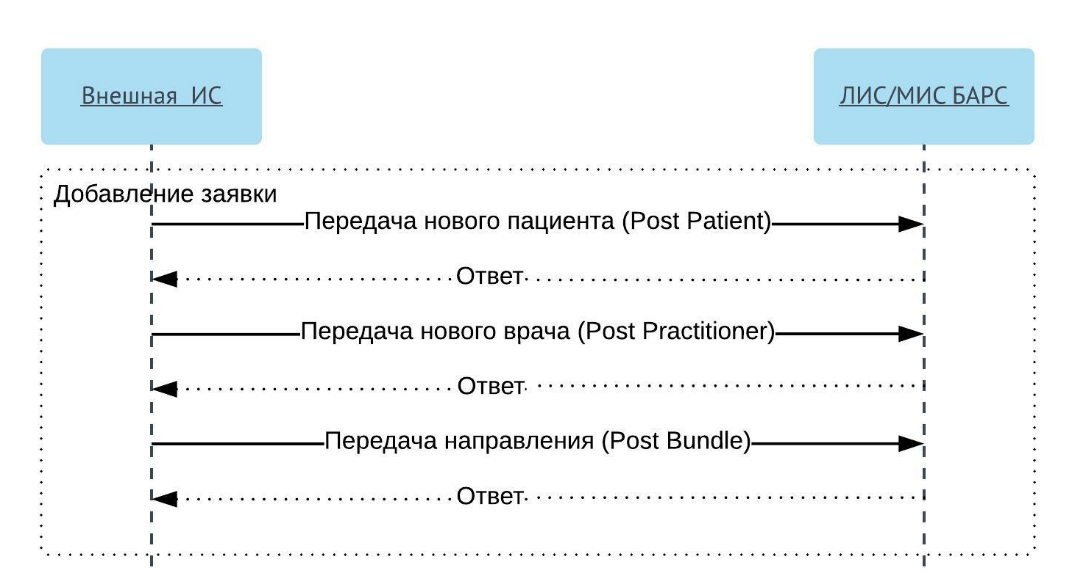 Внешная ИС
ЛИС/МИС БАРС
Добавление заявки
Передача нового пациента (Post Patient)
Ответ
Передача нового врача (Post Practitioner)
Ответ
Передача направления (Post Bundle)
Ответ